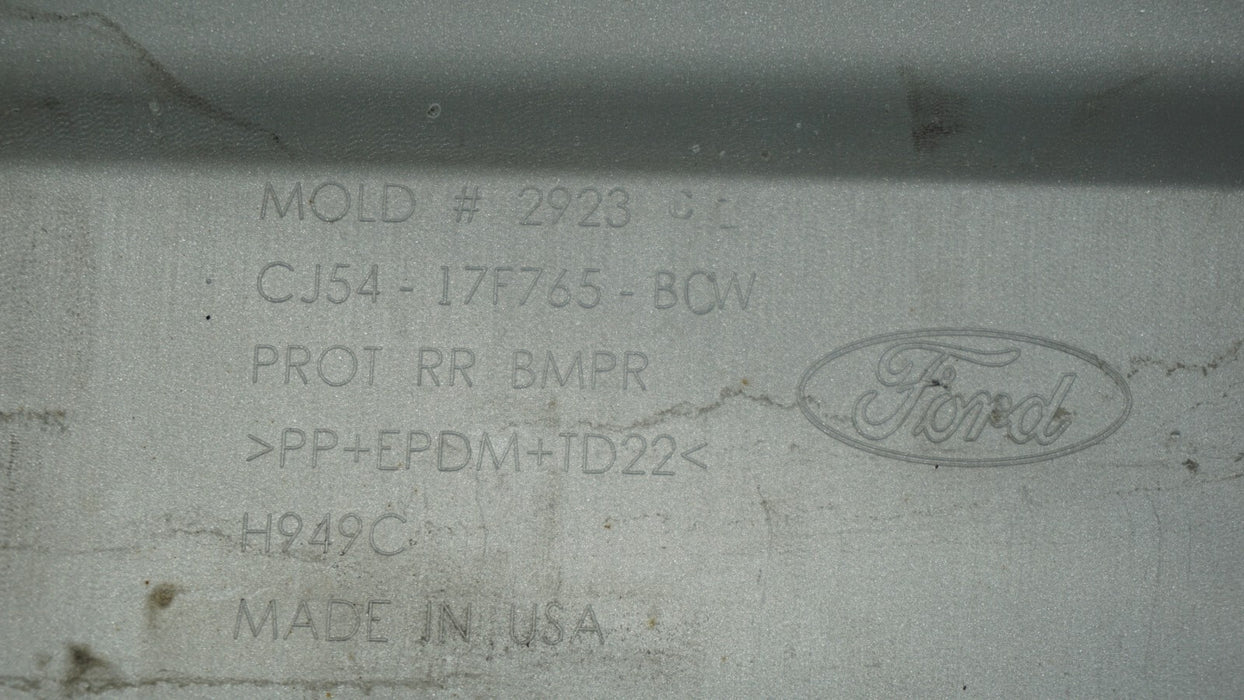 MOLD # 2923
CJ54 - 17F765 - BCW
PROT RR BMPR
Ford
>PP+EPDM+TD22<
H949C
MADE IN USA